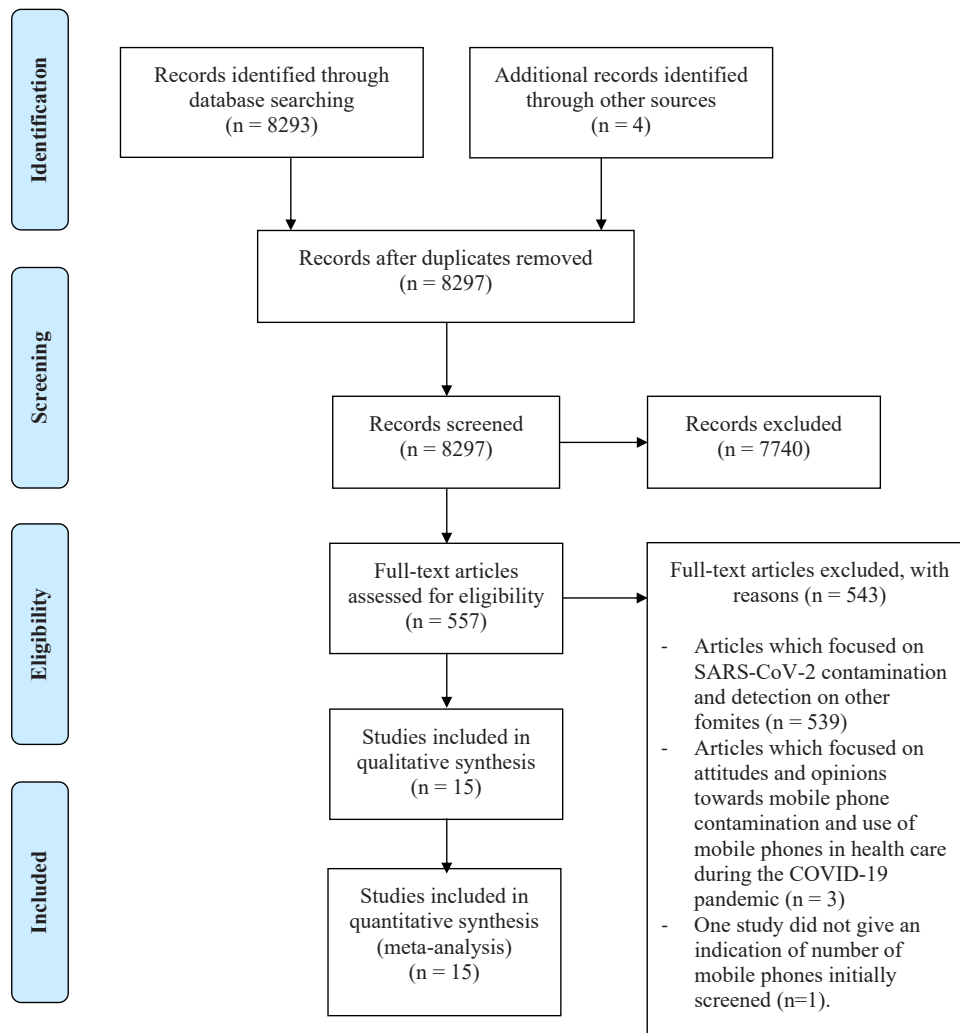 Identification
Records identified through
database searching
(n = 8293)
Additional records identified
through other sources
(n = 4)
Records after duplicates removed
(n = 8297)
Screening
Records screened
(n = 8297)
Records excluded
(n = 7740)
Eligibility
Full-text articles
assessed for eligibility
(n = 557)
Full-text articles excluded, with
reasons (n = 543)
- Articles which focused on
SARS-CoV-2 contamination
and detection on other
fomites (n = 539)
- Articles which focused on
attitudes and opinions
towards mobile phone
contamination and use of
mobile phones in health care
during the COVID-19
pandemic (n = 3)
- One study did not give an
indication of number of
mobile phones initially
screened (n=1).
Studies included in
qualitative synthesis
(n = 15)
Included
Studies included in
quantitative synthesis
(meta-analysis)
(n = 15)